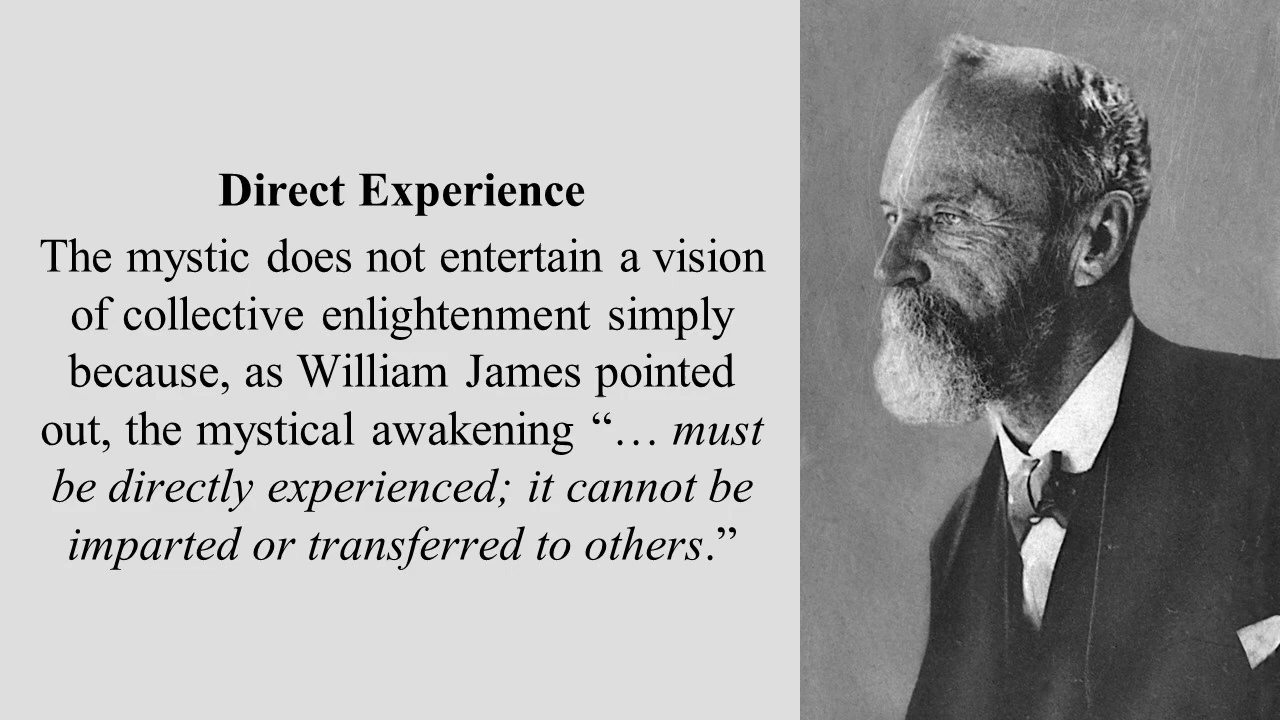 Direct Experience
The mystic does not entertain a vision
of collective enlightenment simply
because, as William James pointed
out, the mystical awakening “… must
be directly experienced; it cannot be
imparted or transferred to others.”